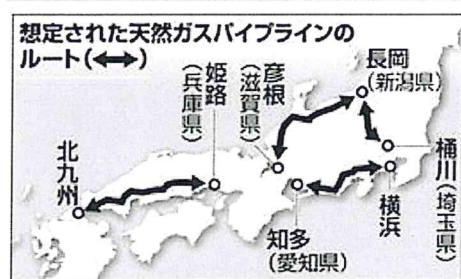 想定された天然ガスパイプラインの
ルート(⟷)
長岡
(新潟県)
彦根
(滋賀県)
姫路
(兵庫県)
北九州
桶川(埼玉県)
横浜
知多
(愛知県)